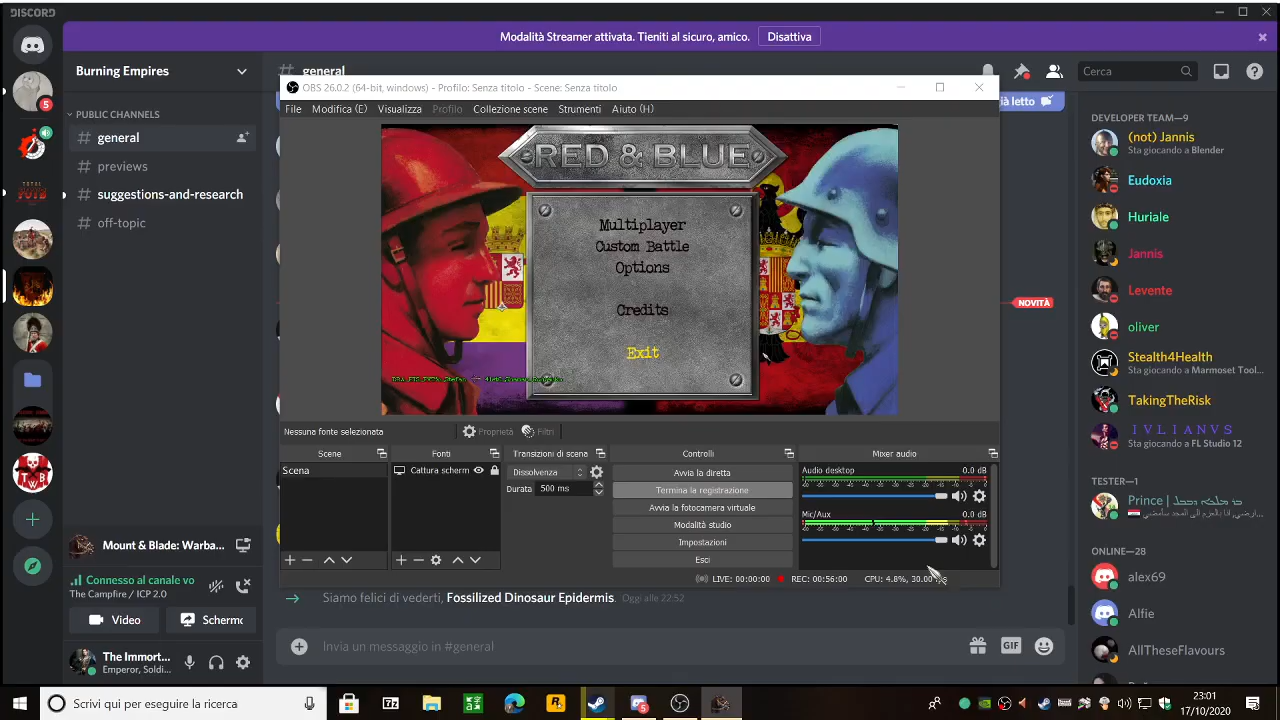 DISCORD
Modalità Streamer attivata. Tieniti al sicuro, amico.
Disattiva
Burning Empires
general
Cerca
PUBLIC CHANNELS
general
previews
suggestions-and-research
off-topic
5
OBS 26.0.2 (64-bit, windows) - Profilo: Senza titolo - Scene: Senza titolo
File
Modifica (E)
Visualizza
Profilo
Collezione scene
Strumenti
Aiuto (H)
già letto
RED & BLUE
Multiplayer
Custom Battle
Options
Credits
Exit
NOVITÀ
Nessuna fonte selezionata
Proprietà
Filtri
Scene
Fonti
Transizioni di scena
Controlli
Mixer audio
Scena
Cattura scherm
Dissolvenza
Durata
500 ms
Avvia la diretta
Termina la registrazione
Avvia la fotocamera virtuale
Modalità studio
Impostazioni
Esci
Audio desktop
0.0 dB
Mic/Aux
0.0 dB
LIVE: 00:00:00
REC: 00:56:00
CPU: 4.8%, 30.00
Siamo felici di vederti, Fossilized Dinosaur Epidermis.
Oggi alle 22:52
Invia un messaggio in #general
GIF
Mount & Blade: Warba...
Connesso al canale vo
The Campfire / ICP 2.0
Video
Schermo
The Immort...
Emperor, Soldi...
DEVELOPER TEAM—9
(not) Jannis
Sta giocando a Blender
Eudoxia
Huriale
Jannis
Levente
oliver
Stealth4Health
Sta giocando a Marmoset Tool...
TakingTheRisk
I V L I Λ N V S
Sta giocando a FL Studio 12
TESTER—1
Prince |
ONLINE—28
alex69
Alfie
AllTheseFlavours
Scrivi qui per eseguire la ricerca
23:01
17/10/2020